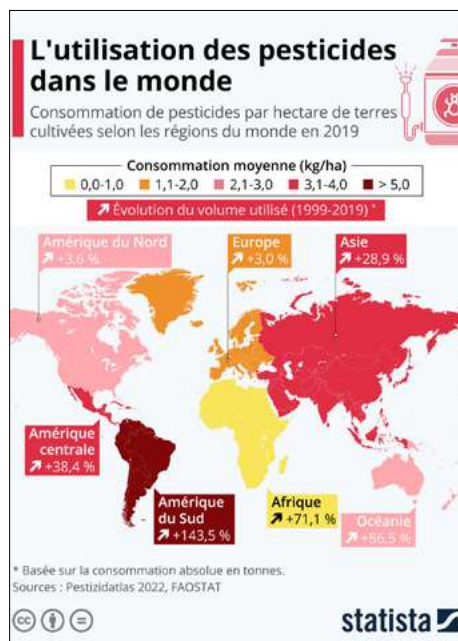 L'utilisation des pesticides
dans le monde
Consommation de pesticides par hectare de terres
cultivées selon les régions du monde en 2019
Consommation moyenne (kg/ha)
0,0-1,0 1,1-2,0 2,1-3,0 3,1-4,0 > 5,0
↗ Évolution du volume utilisé (1999-2019) *
Amérique du Nord
↗ +3,6 %
Europe
↗ +3,0 %
Asie
↗ +28,9 %
Amérique
centrale
↗ +38,4 %
Amérique
du Sud
↗ +143,5 %
Afrique
↗ +71,1 %
Océanie
↗ +86,5 %
* Basée sur la consommation absolue en tonnes.
Sources : Pestizidatlas 2022, FAOSTAT
cc
statista